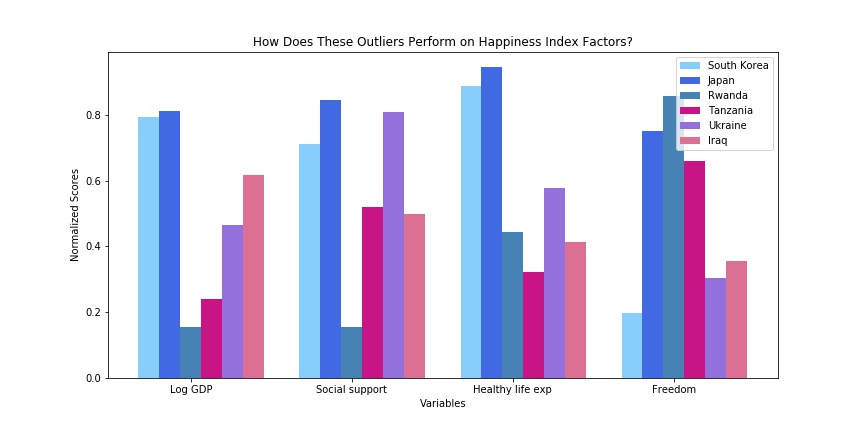 How Does These Outliers Perform on Happiness Index Factors?
South Korea
Japan
Rwanda
Tanzania
Ukraine
Iraq
Normalized Scores
0.8
0.6
0.4
0.2
0.0
Log GDP
Social support
Healthy life exp
Freedom
Variables